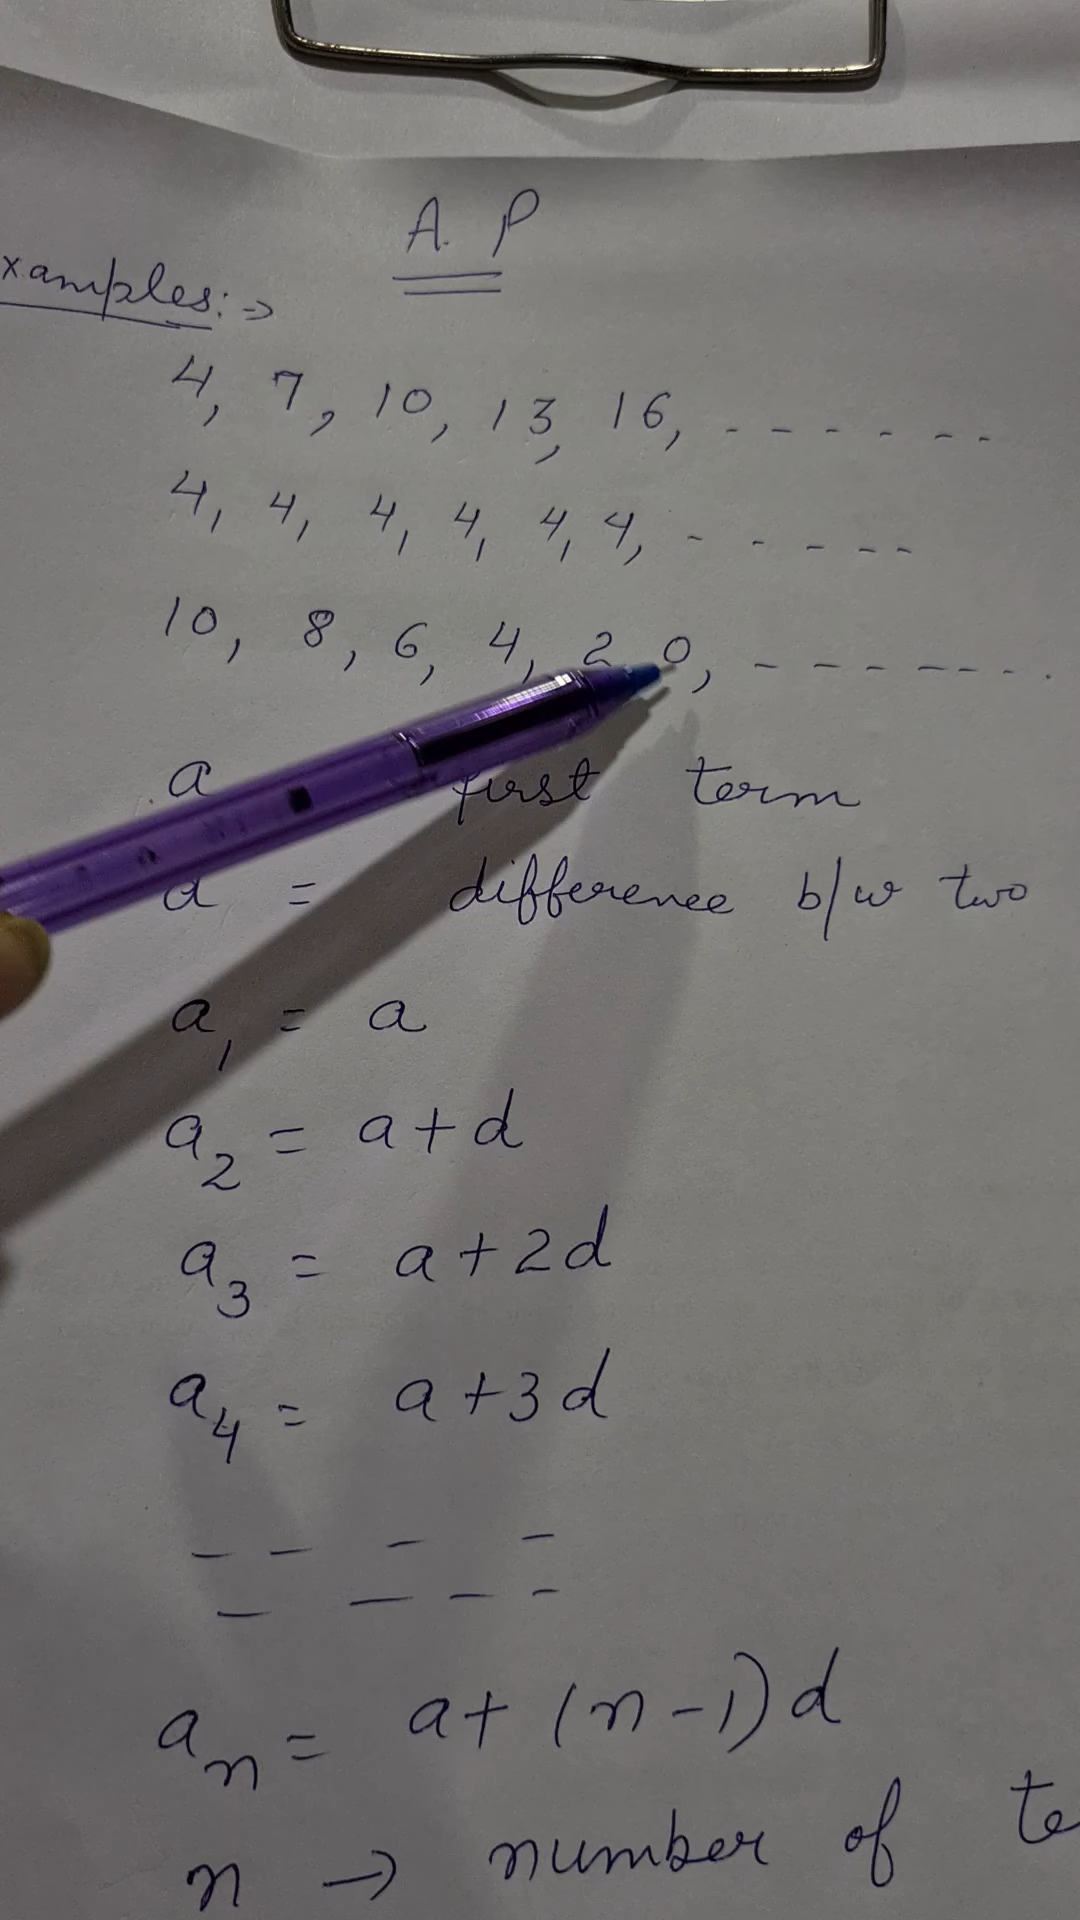 A. P
xamples:→
4, 7, 10, 13, 16, - - - - - - -
4, 4, 4, 4, 4, 4, - - - - - -
10, 8, 6, 4, 2 0, - - - - - - - .
a first term
d = difference b/w two
a₁ = a
a₂ = a+d
a₃ = a+2d
a₄ = a+3d
- - - -
- - - -
aₙ = a+(n-1)d
n → number of te